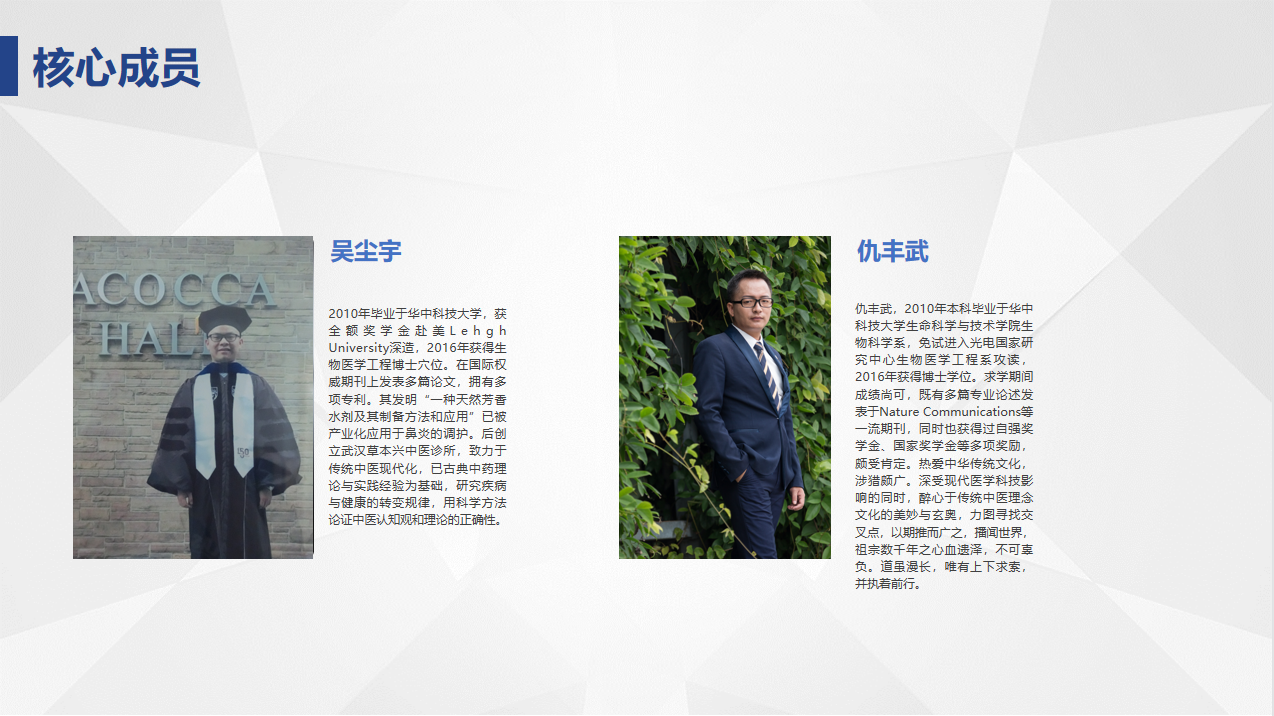 核心成员
ACOCCA
HAL
150
吴尘宇
2010年毕业于华中科技大学，获
全额奖学金赴美Lehgh
University深造，2016年获得生
物医学工程博士穴位。在国际权
威期刊上发表多篇论文，拥有多
项专利。其发明“一种天然芳香
水剂及其制备方法和应用”已被
产业化应用于鼻炎的调护。后创
立武汉草本兴中医诊所，致力于
传统中医现代化，已古典中药理
论与实践经验为基础，研究疾病
与健康的转变规律，用科学方法
论证中医认知观和理论的正确性。
仇丰武
仇丰武，2010年本科毕业于华中
科技大学生命科学与技术学院生
物科学系，免试进入光电国家研
究中心生物医学工程系攻读，
2016年获得博士学位。求学期间
成绩尚可，既有多篇专业论述发
表于Nature Communications等
一流期刊，同时也获得过自强奖
学金、国家奖学金等多项奖励，
颇受肯定。热爱中华传统文化，
涉猎颇广。深受现代医学科技影
响的同时，醉心于传统中医理念
文化的美妙与玄奥，力图寻找交
叉点，以期推而广之，播闻世界，
祖宗数千年之心血遗泽，不可辜
负。道虽漫长，唯有上下求索，
并执着前行。